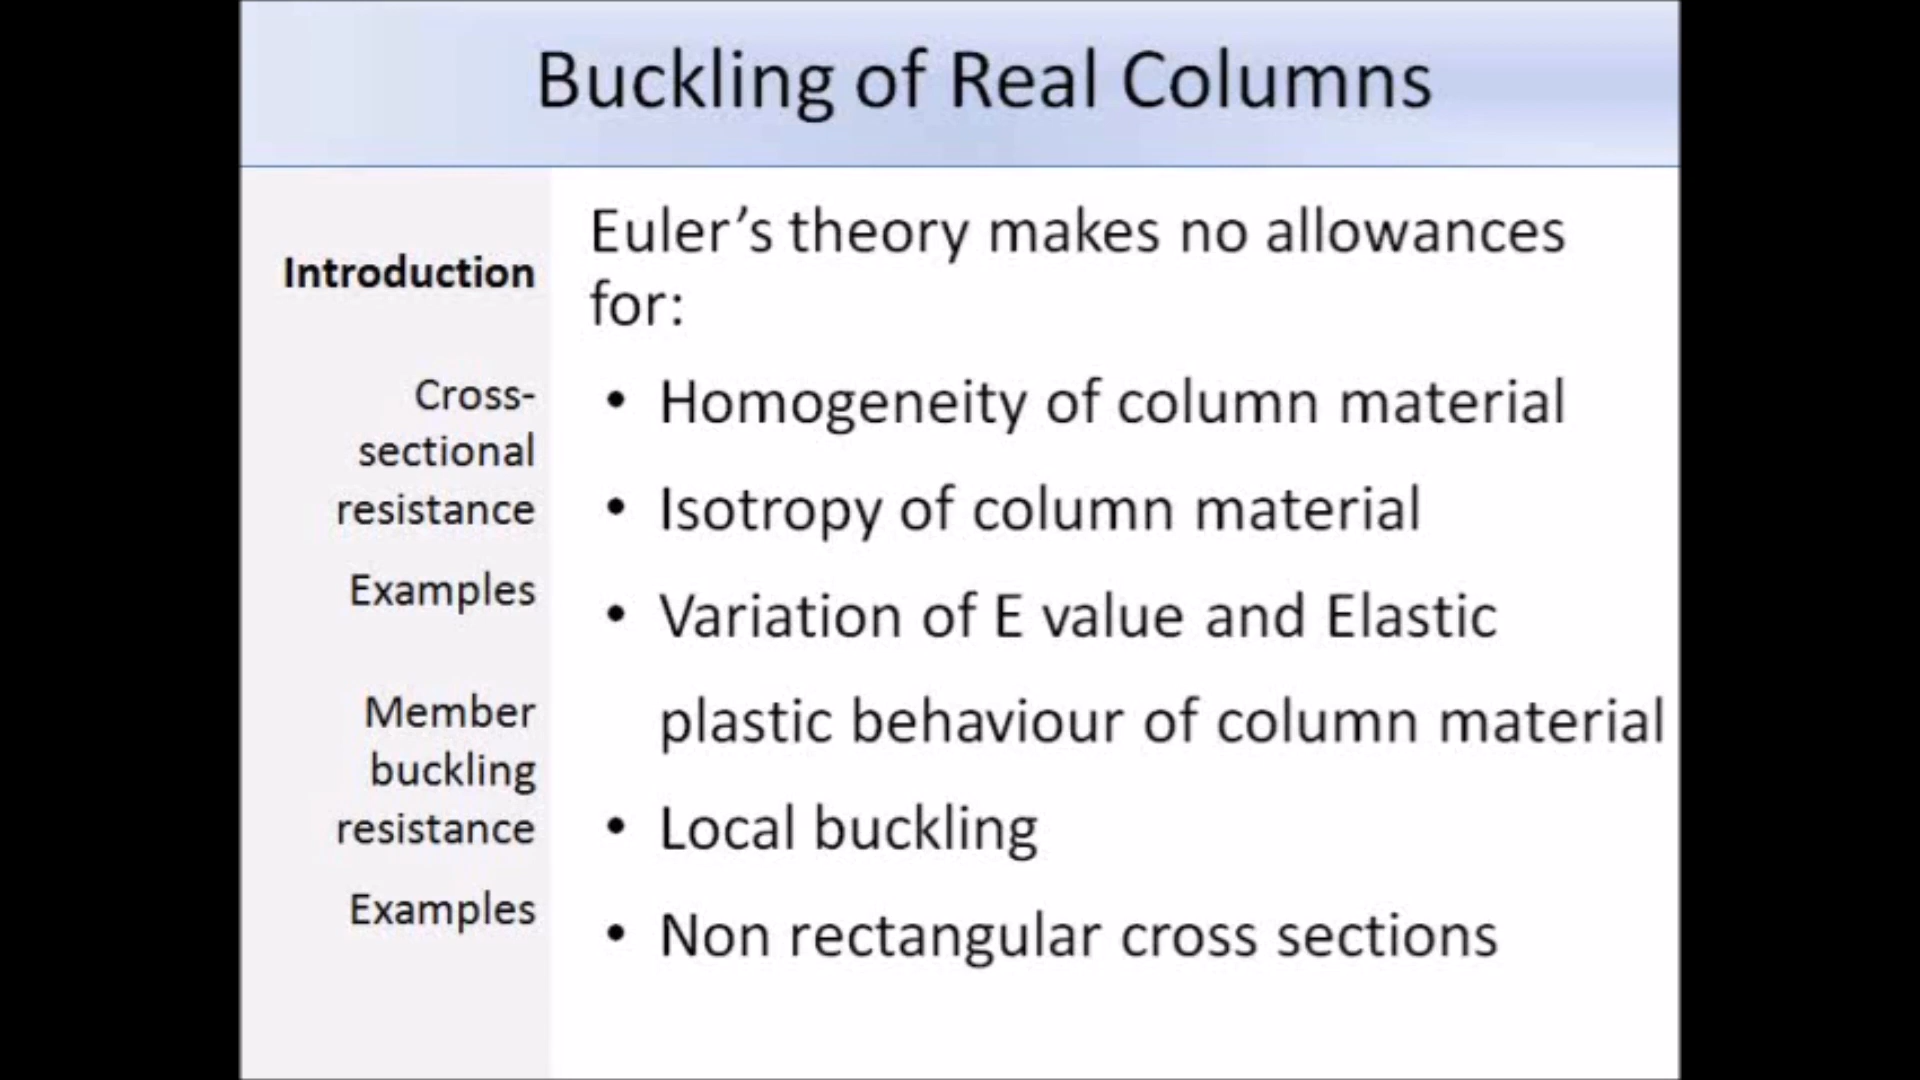 Buckling of Real Columns
Introduction
Cross-
sectional
resistance
Examples
Member
buckling
resistance
Examples
Euler’s theory makes no allowances
for:
• Homogeneity of column material
• Isotropy of column material
• Variation of E value and Elastic
plastic behaviour of column material
• Local buckling
• Non rectangular cross sections